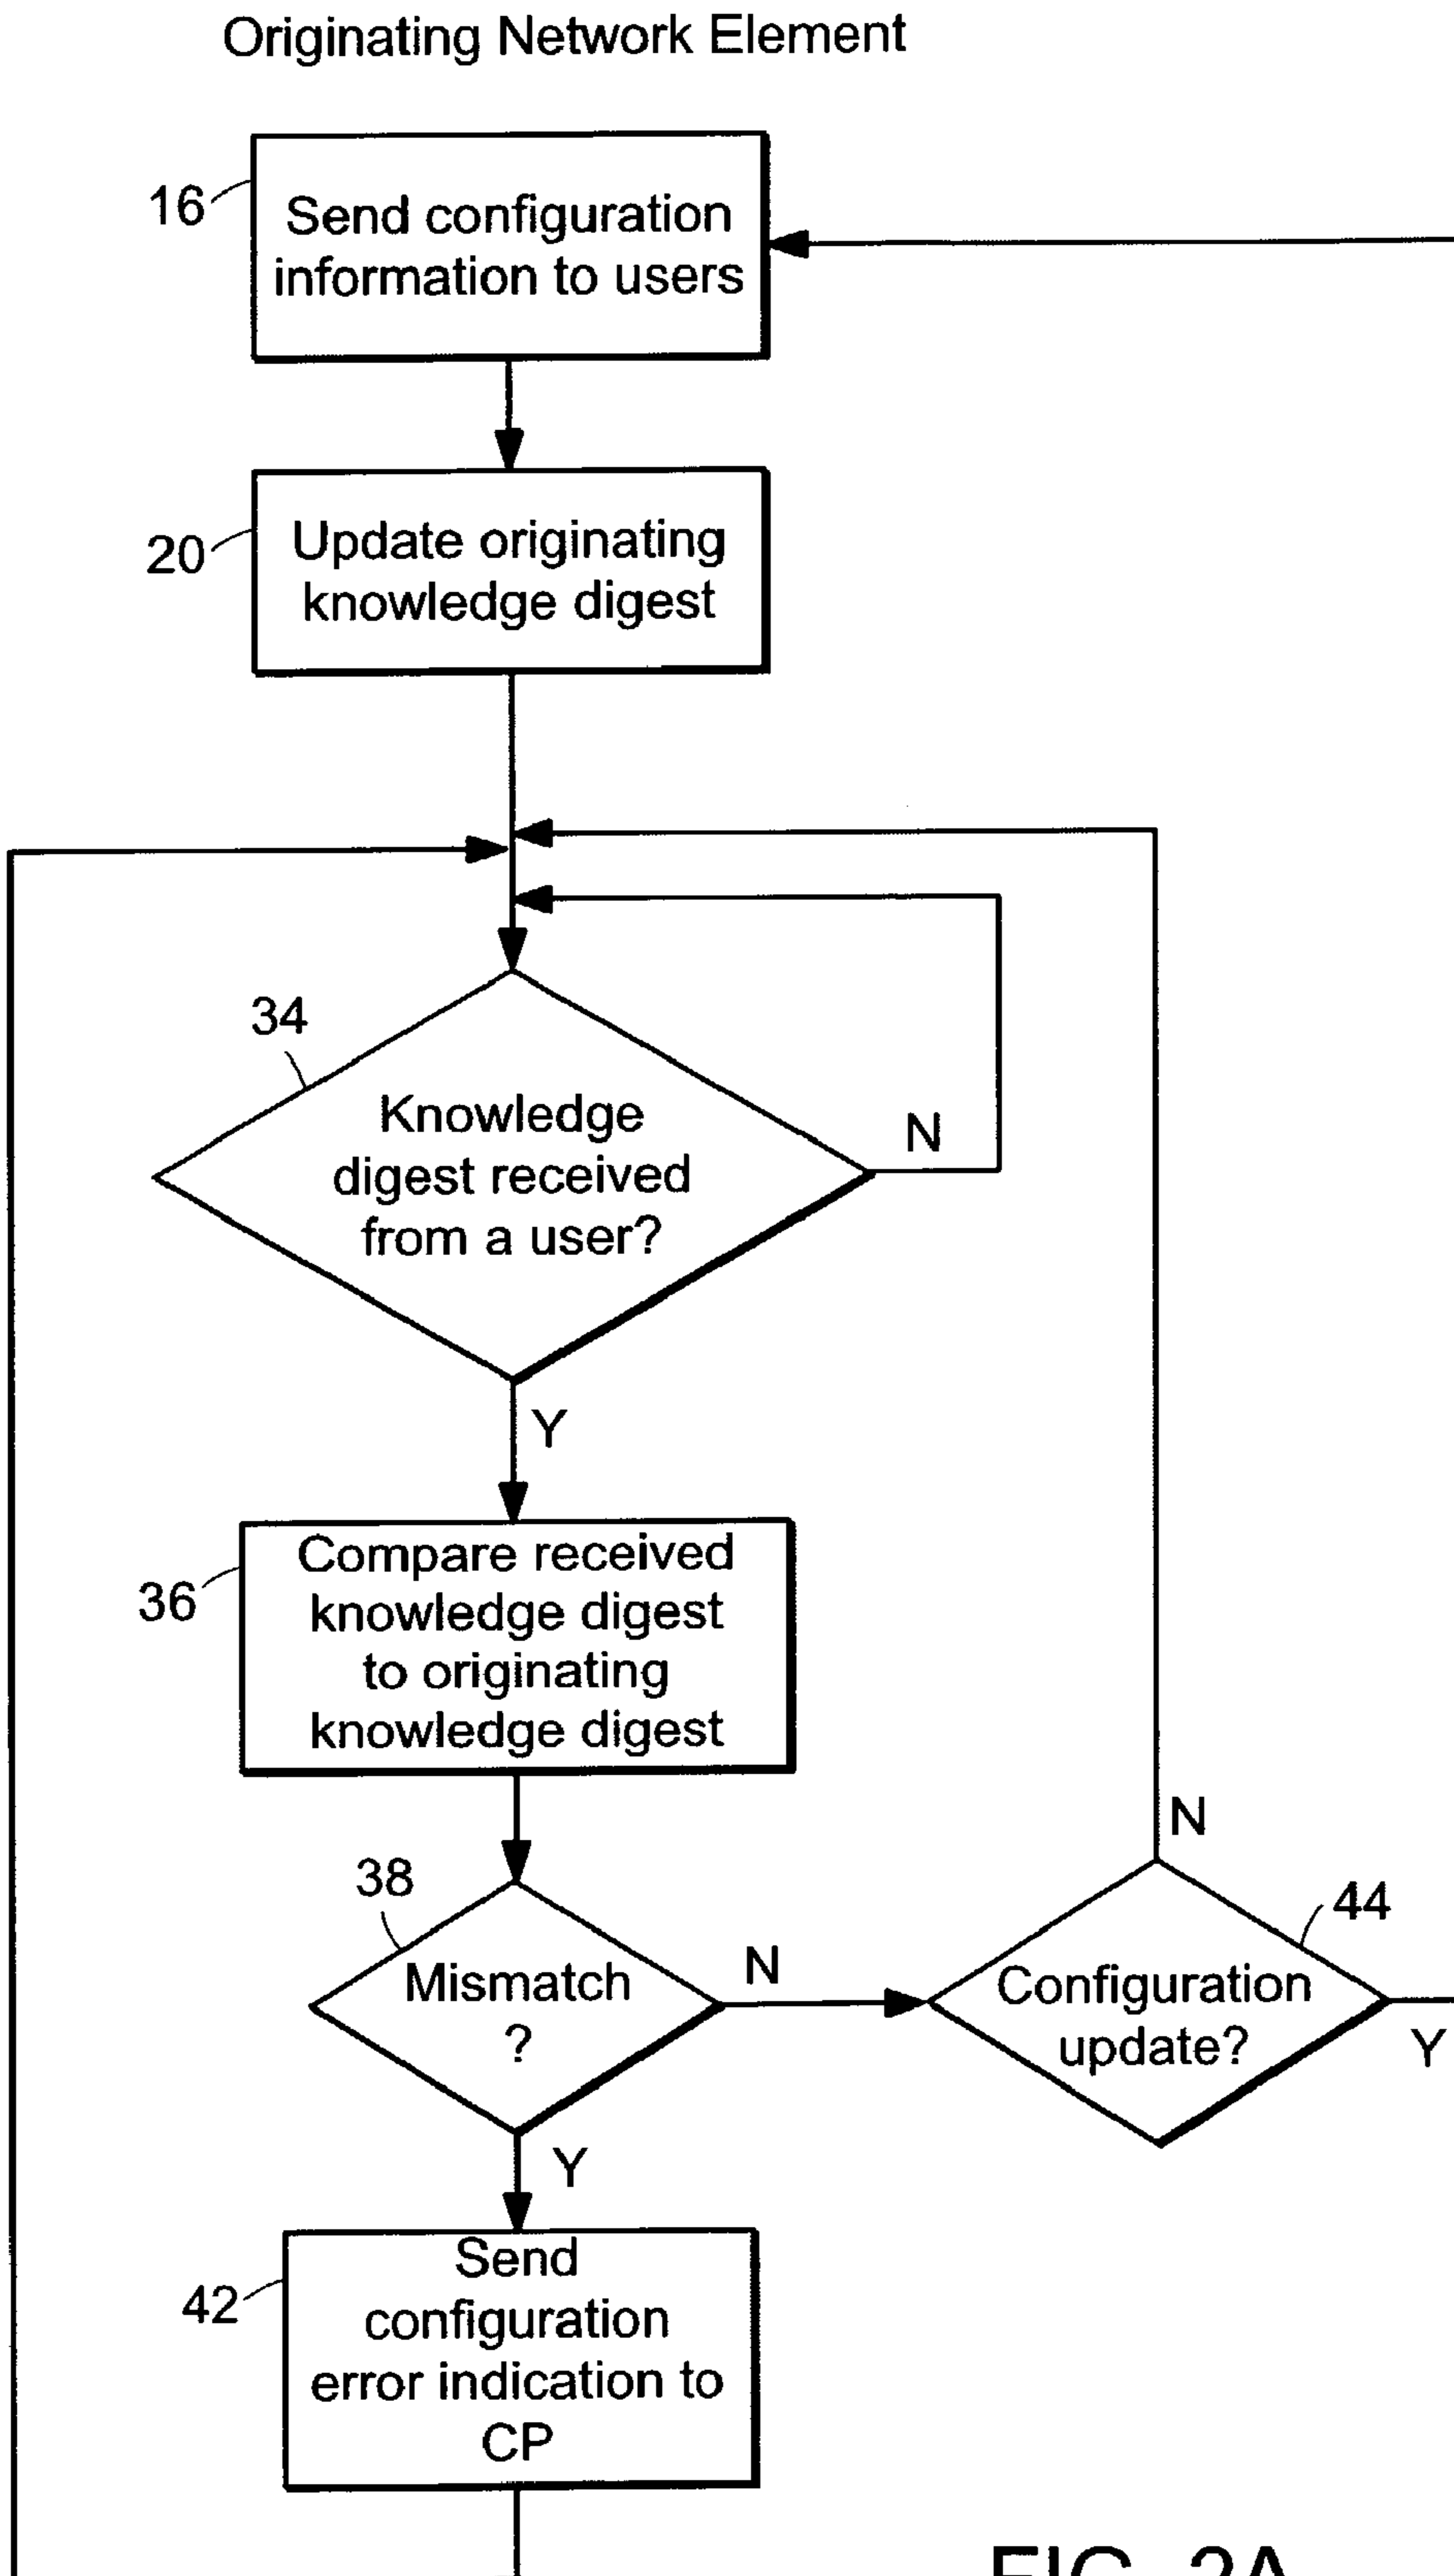 Originating Network Element
16
Send configuration
information to users
20
Update originating
knowledge digest
34
Knowledge
digest received
from a user?
N
Y
36
Compare received
knowledge digest
to originating
knowledge digest
38
Mismatch
?
N
N
44
Configuration
update?
Y
Y
42
Send
configuration
error indication to
CP
FIG. 2A